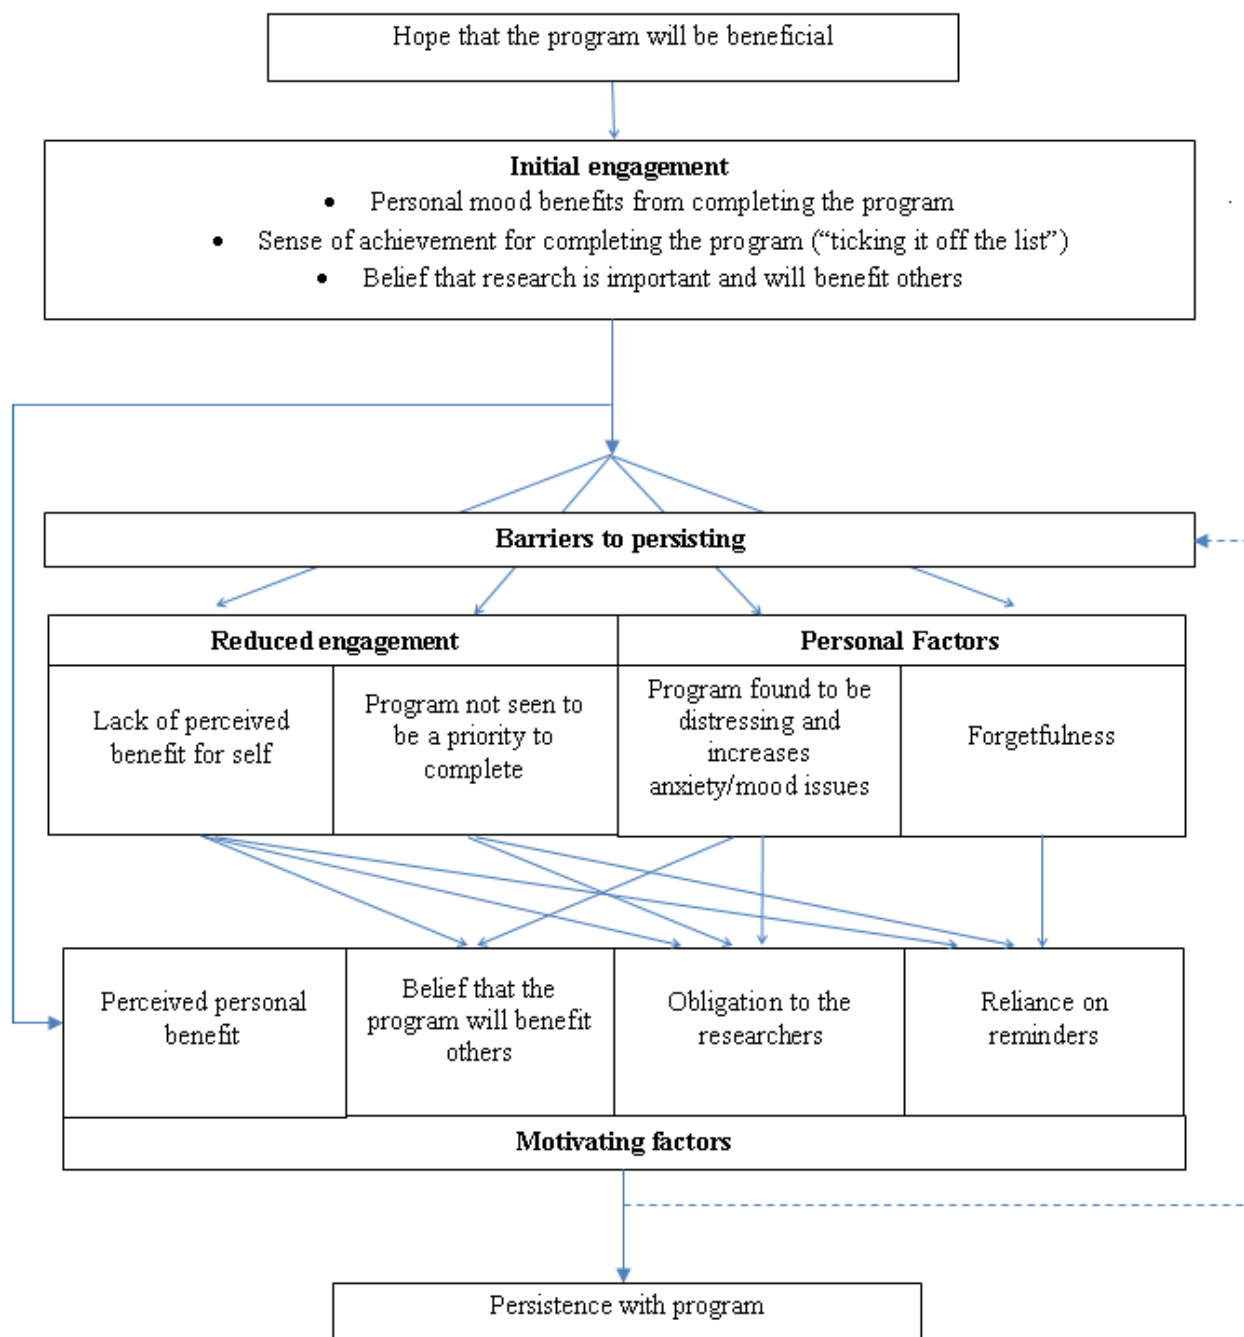 Hope that the program will be beneficial
Initial engagement
• Personal mood benefits from completing the program
• Sense of achievement for completing the program (“ticking it off the list”)
• Belief that research is important and will benefit others
Barriers to persisting
Reduced engagement
Personal Factors
Lack of perceived
benefit for self
Program not seen to
be a priority to
complete
Program found to be
distressing and
increases
anxiety/mood issues
Forgetfulness
Perceived personal
benefit
Belief that the
program will benefit
others
Obligation to the
researchers
Reliance on
reminders
Motivating factors
Persistence with program